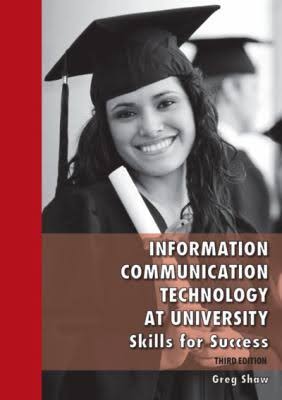 INFORMATION
COMMUNICATION
TECHNOLOGY
AT UNIVERSITY
Skills for Success
THIRD EDITION
Greg Shaw